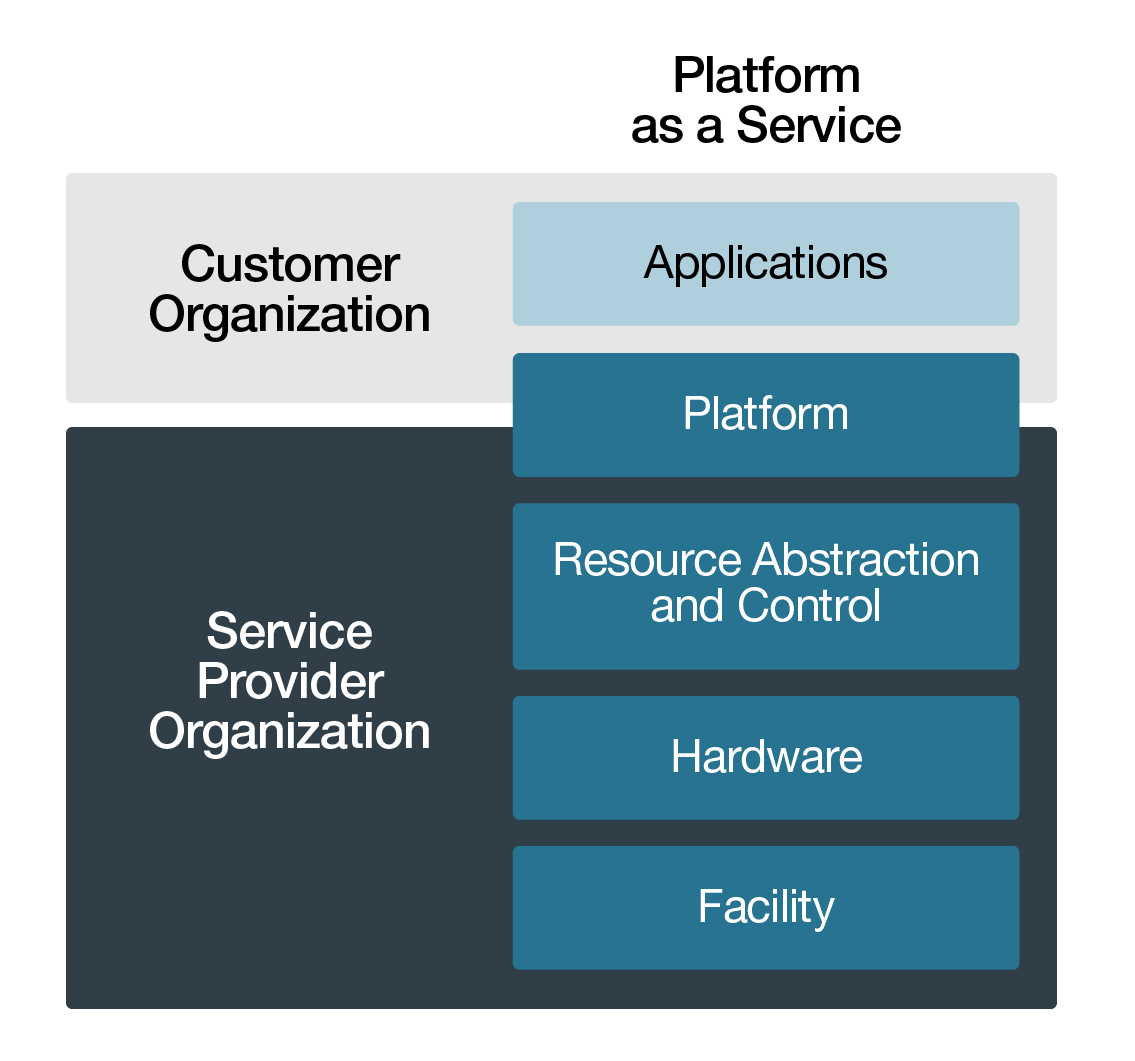 Platform
as a Service
Customer
Organization
Applications
Platform
Service
Provider
Organization
Resource Abstraction
and Control
Hardware
Facility